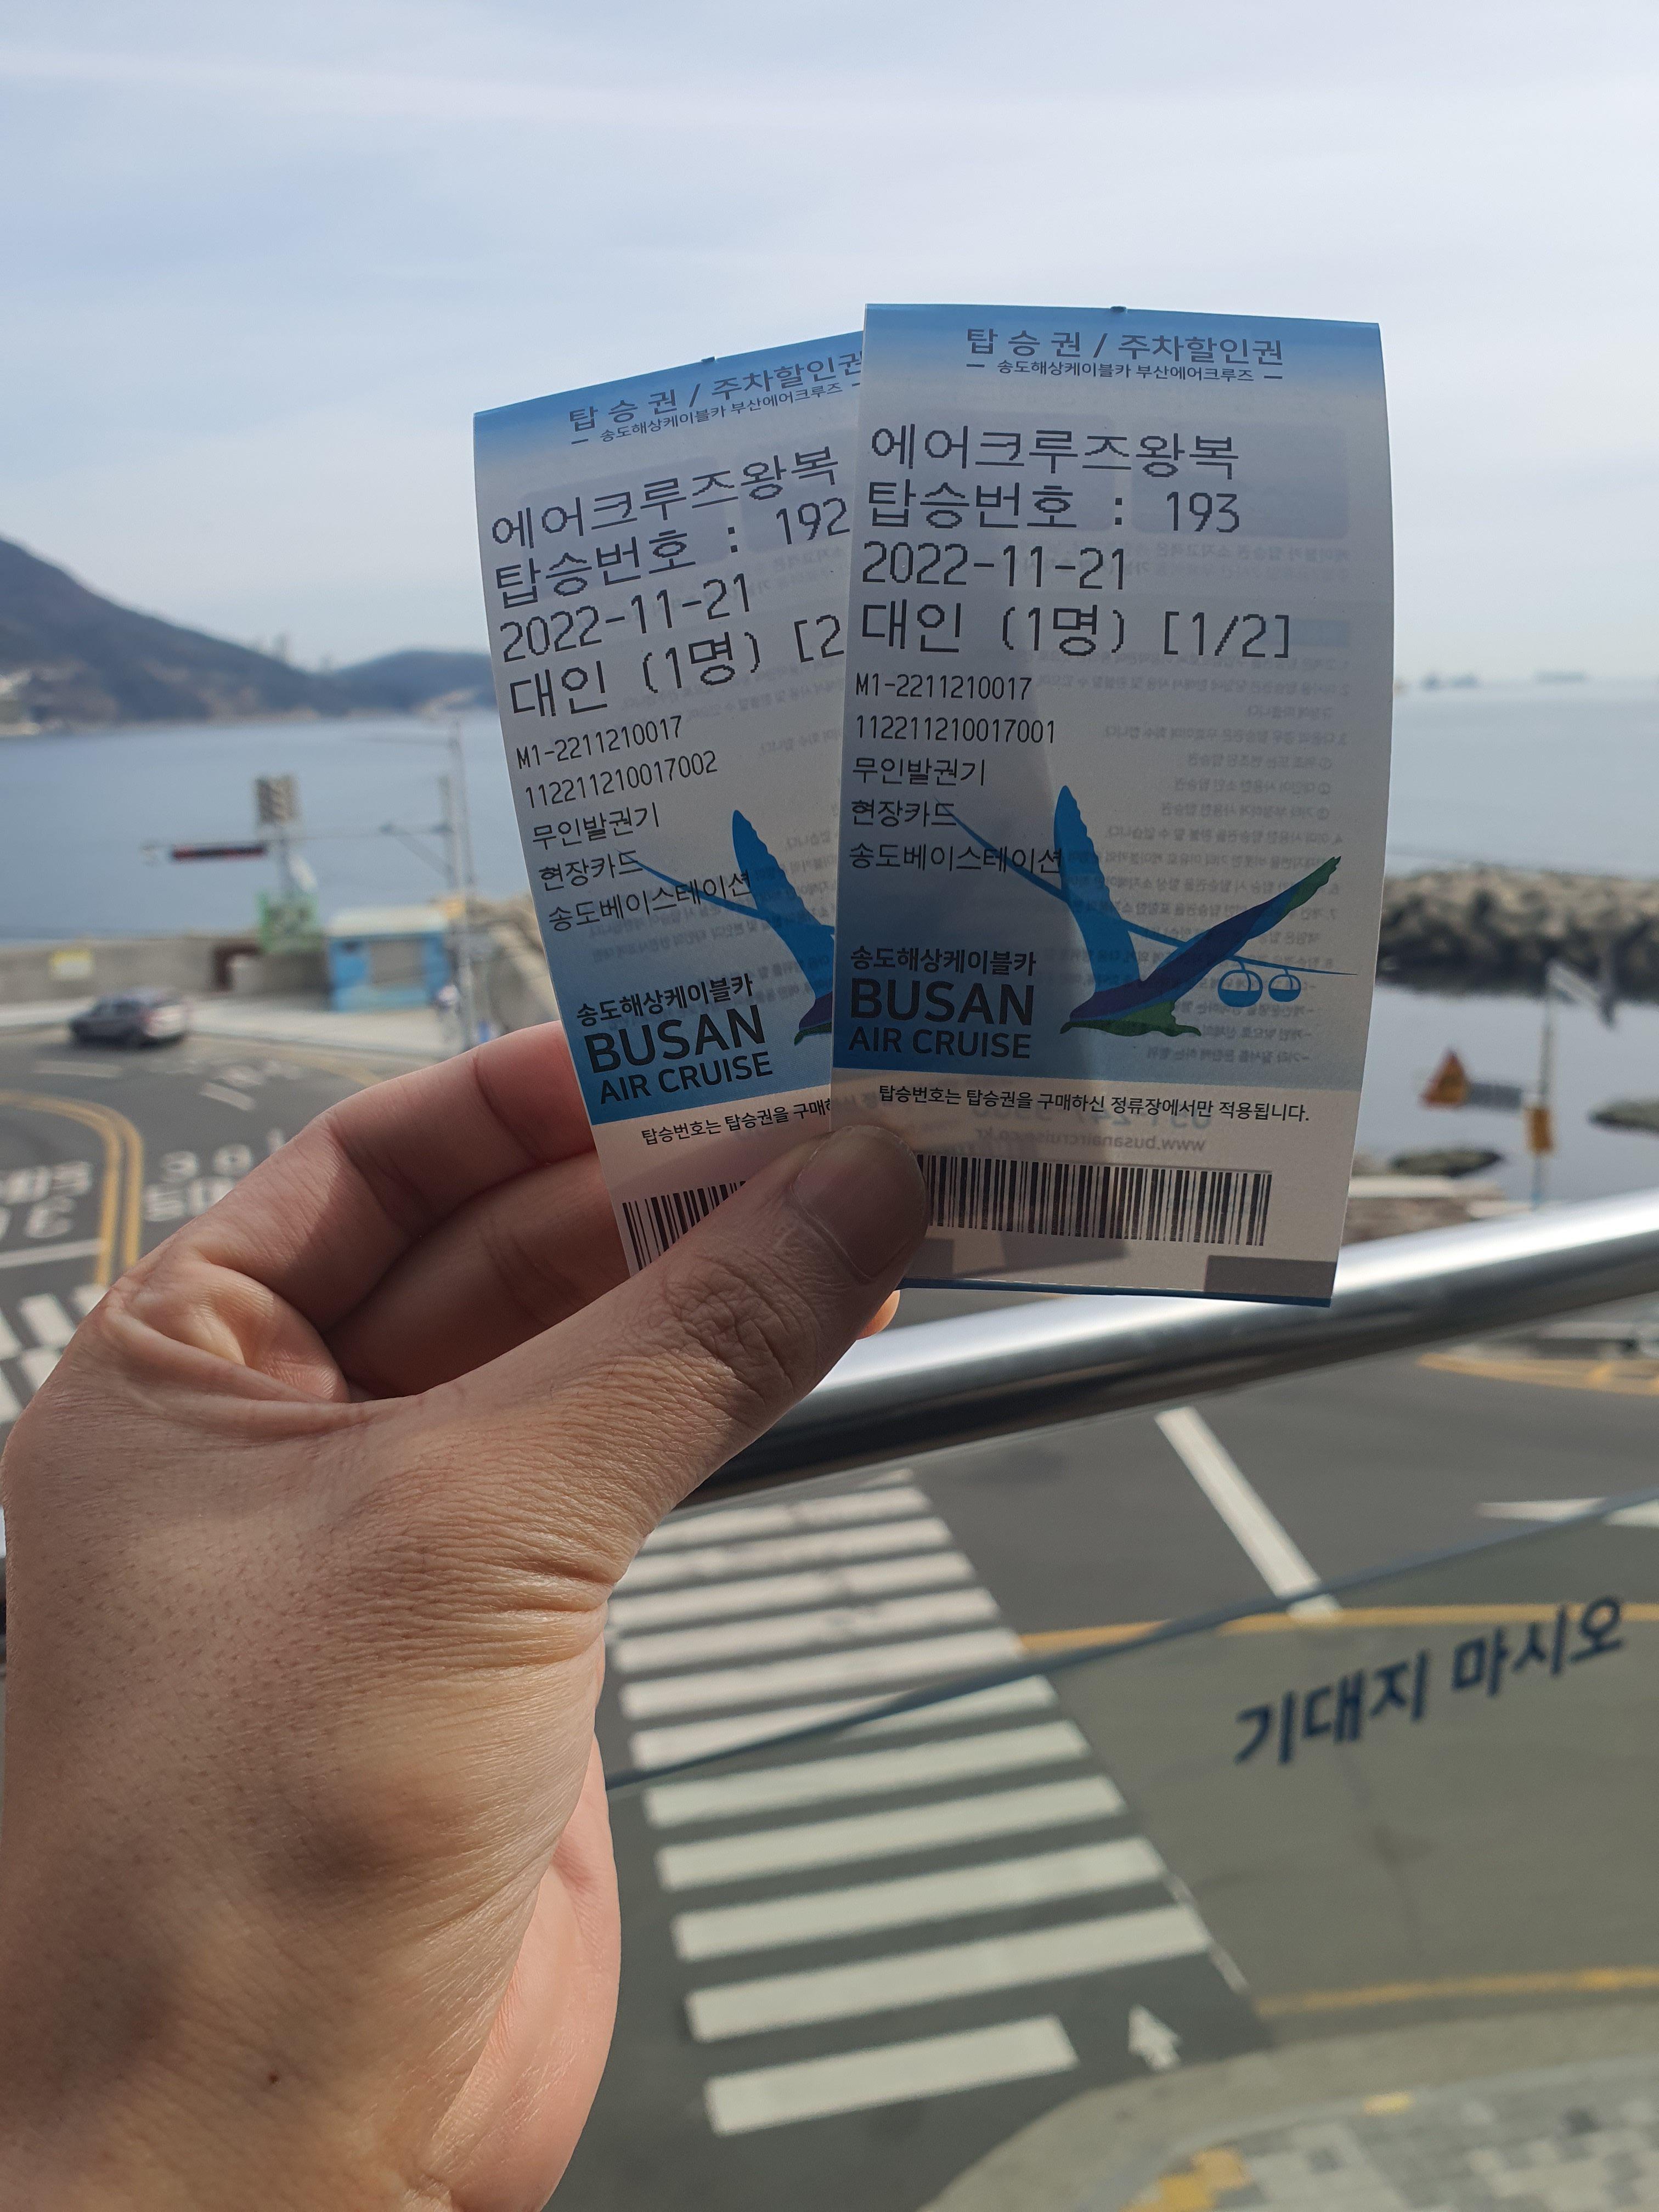 탑 승 권 / 주차할인권
송도해상케이블카 부산에어크루즈
에어크루즈왕복
탑승번호 : 192
2022-11-21
대인 (1명) [2
M1-2211210017
112211210017002
무인발권기
현장카드
송도베이스테이션
송도해상케이블카
BUSAN
AIR CRUISE
탑승번호는 탑승권을
탑 승 권 / 주차할인권
송도해상케이블카 부산에어크루즈
에어크루즈왕복
탑승번호 : 193
2022-11-21
대인 (1명) [1/2]
M1-2211210017
112211210017001
무인발권기
현장카드
송도베이스테이션
송도해상케이블카
BUSAN
AIR CRUISE
탑승번호는 탑승권을 구매하신 정류장에서만 적용됩니다.
www.busanaircruise.co.kr
기대지 마시오